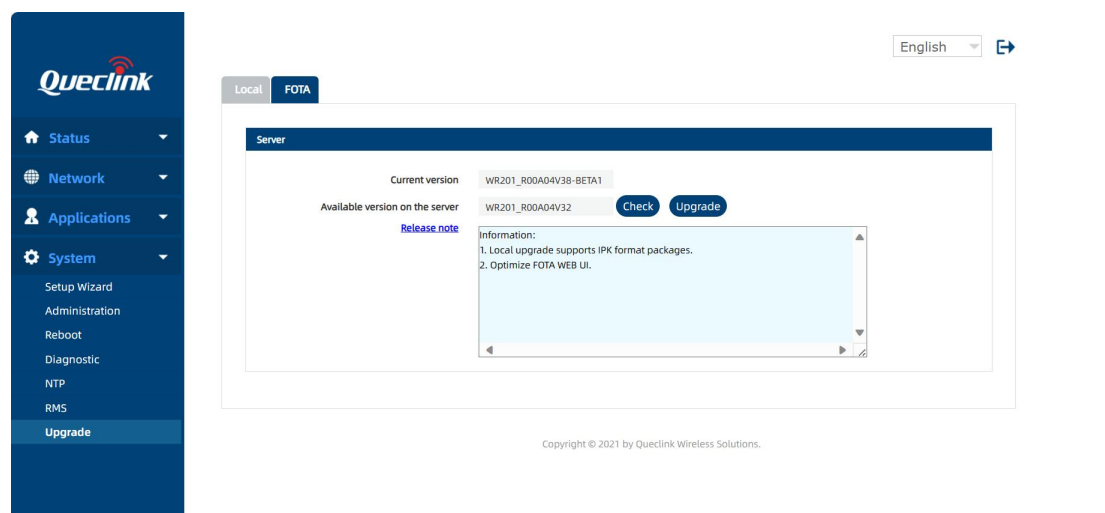 English
Queclink
Local FOTA
Status
Server
Network
Current version WR201_R00A04V38-BETA1
Available version on the server WR201_R00A04V32 Check Upgrade
Applications
Release note
Information:
1. Local upgrade supports IPK format packages.
2. Optimize FOTA WEB UI.
System
Setup Wizard
Administration
Reboot
Diagnostic
NTP
RMS
Upgrade
Copyright © 2021 by Queclink Wireless Solutions.